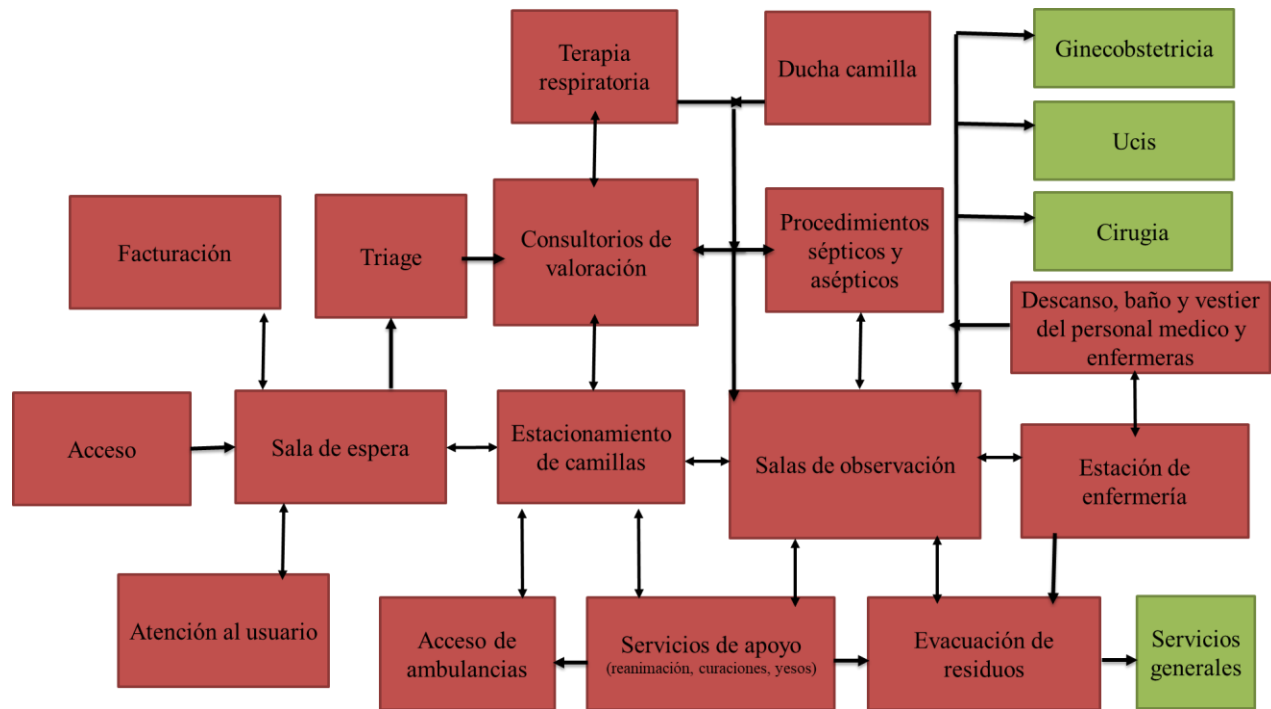 Terapia
respiratoria
Ducha camilla
Ginecobstetricia
Ucis
Cirugia
Facturación
Triage
Consultorios de
valoración
Procedimientos
sépticos y
asépticos
Descanso, baño y vestier
del personal medico y
enfermeras
Acceso
Sala de espera
Estacionamiento
de camillas
Salas de observación
Estación de
enfermería
Atención al usuario
Acceso de
ambulancias
Servicios de apoyo
(reanimación, curaciones, yesos)
Evacuación de
residuos
Servicios
generales